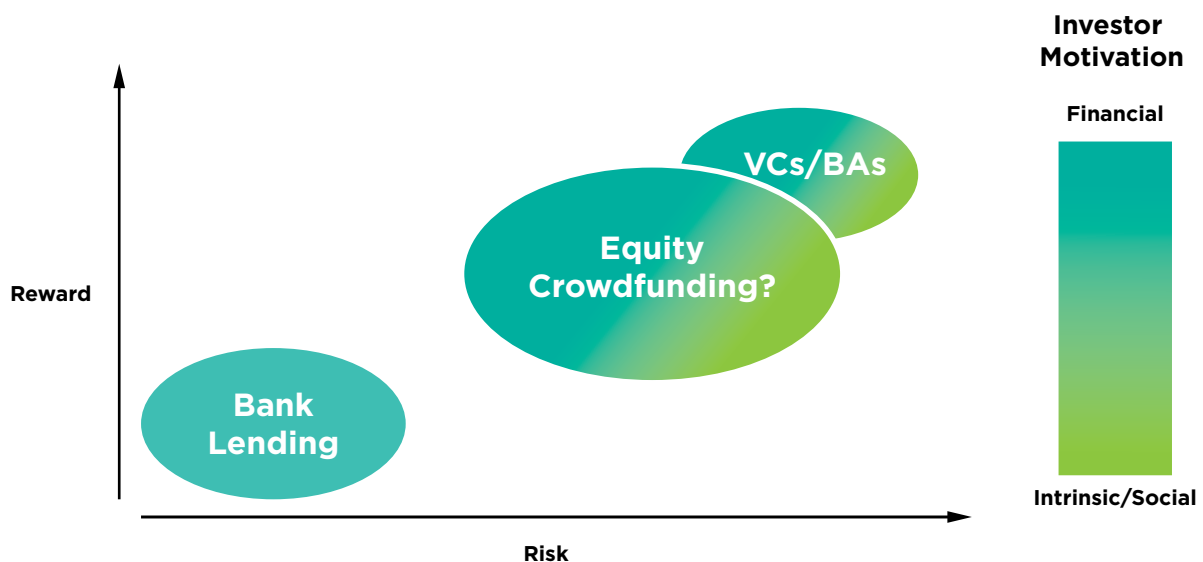 Investor
Motivation
Financial
VCs/BAs
Equity
Crowdfunding?
Reward
Bank
Lending
Intrinsic/Social
Risk